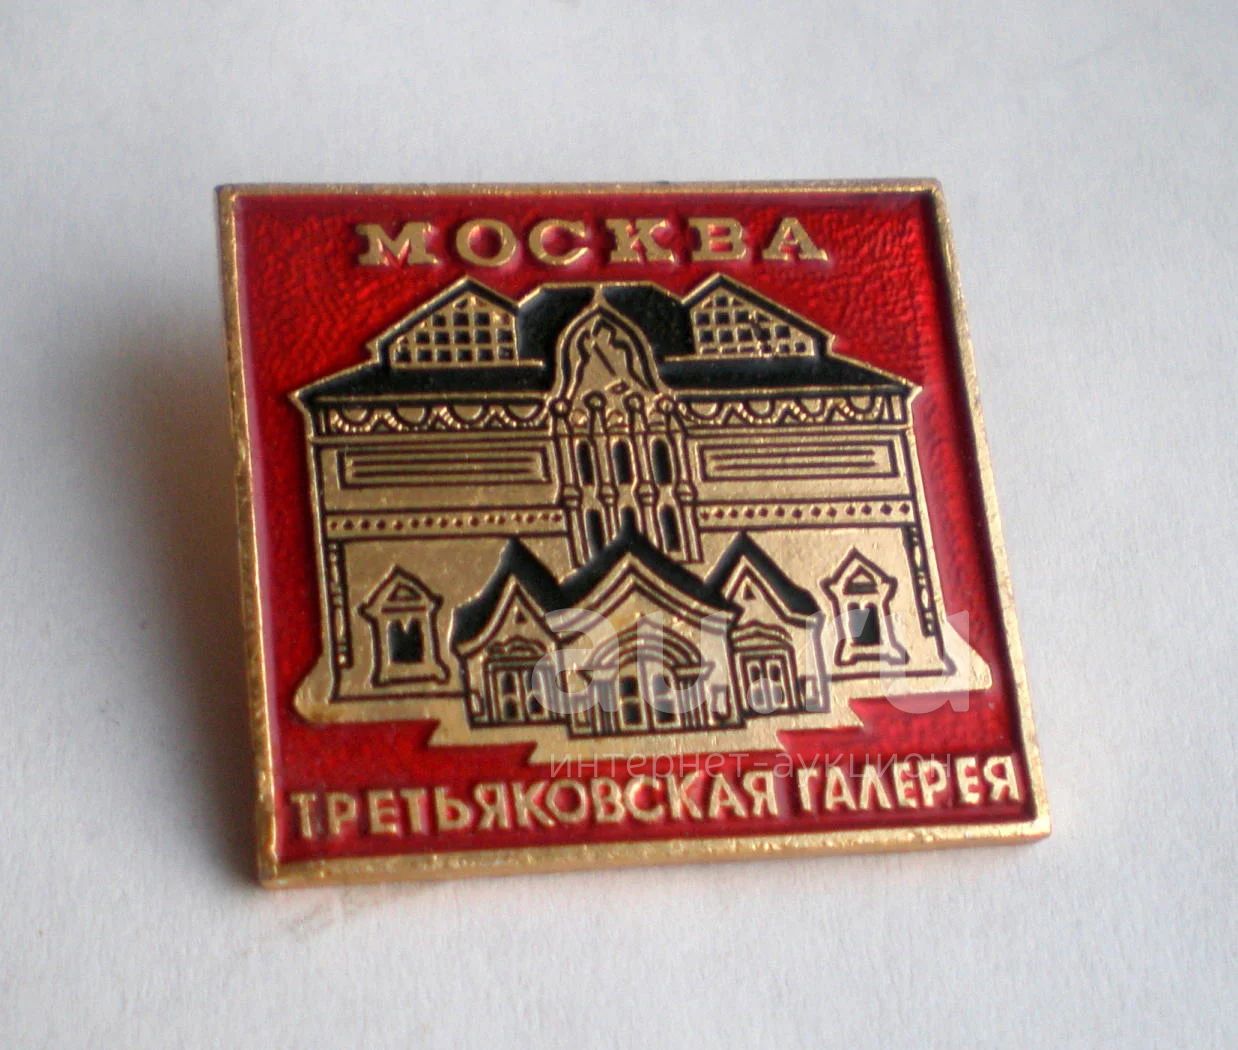 МОСКВА
au.ru
интернет-аукцион
ТРЕТЬЯКОВСКАЯ ГАЛЕРЕЯ